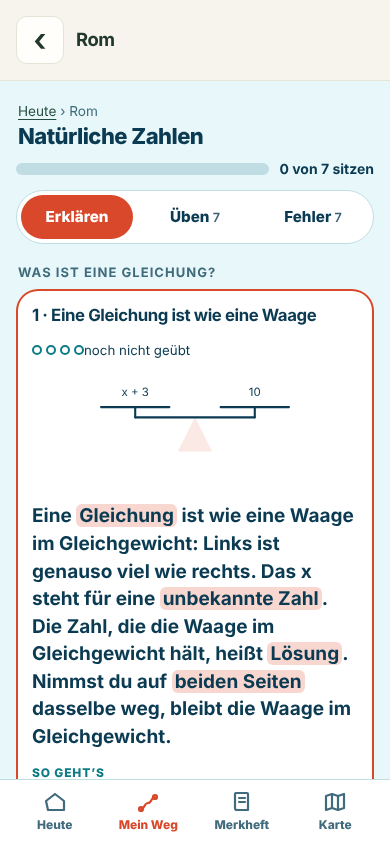 Rom
Heute › Rom
Natürliche Zahlen
0 von 7 sitzen
Erklären
Üben 7
Fehler 7
WAS IST EINE GLEICHUNG?
1 · Eine Gleichung ist wie eine Waage
noch nicht geübt
x + 3
10
Eine Gleichung ist wie eine Waage
im Gleichgewicht: Links ist
genauso viel wie rechts. Das x
steht für eine unbekannte Zahl.
Die Zahl, die die Waage im
Gleichgewicht hält, heißt Lösung.
Nimmst du auf beiden Seiten
dasselbe weg, bleibt die Waage im
Gleichgewicht.
SO GEHT'S
Heute
Mein Weg
Merkheft
Karte